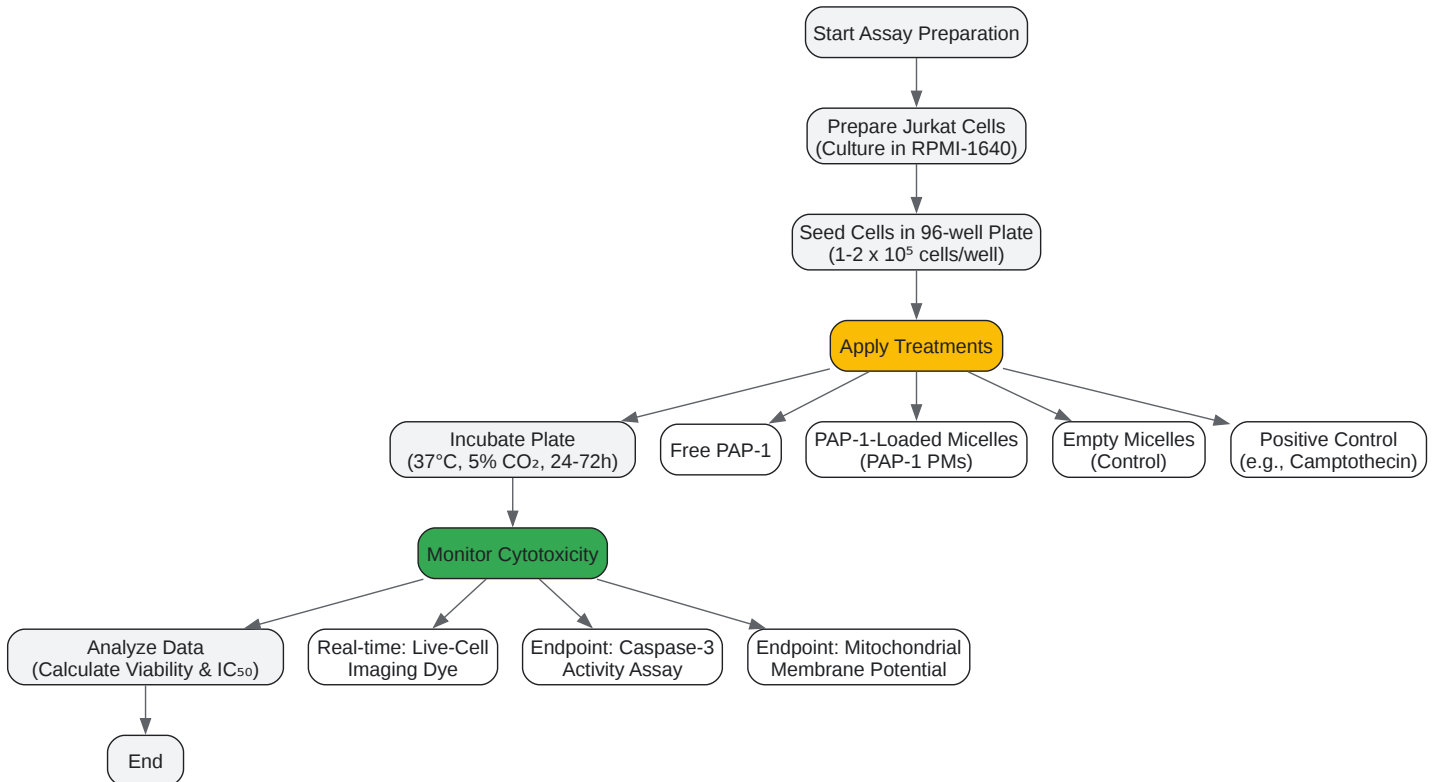 Start Assay Preparation
Prepare Jurkat Cells
(Culture in RPMI-1640)
Seed Cells in 96-well Plate
(1-2 x 10⁵ cells/well)
Apply Treatments
Incubate Plate
(37°C, 5% CO₂, 24-72h)
Free PAP-1
PAP-1-Loaded Micelles
(PAP-1 PMs)
Empty Micelles
(Control)
Positive Control
(e.g., Camptothecin)
Monitor Cytotoxicity
Analyze Data
(Calculate Viability & IC₅₀)
Real-time: Live-Cell
Imaging Dye
Endpoint: Caspase-3
Activity Assay
Endpoint: Mitochondrial
Membrane Potential
End